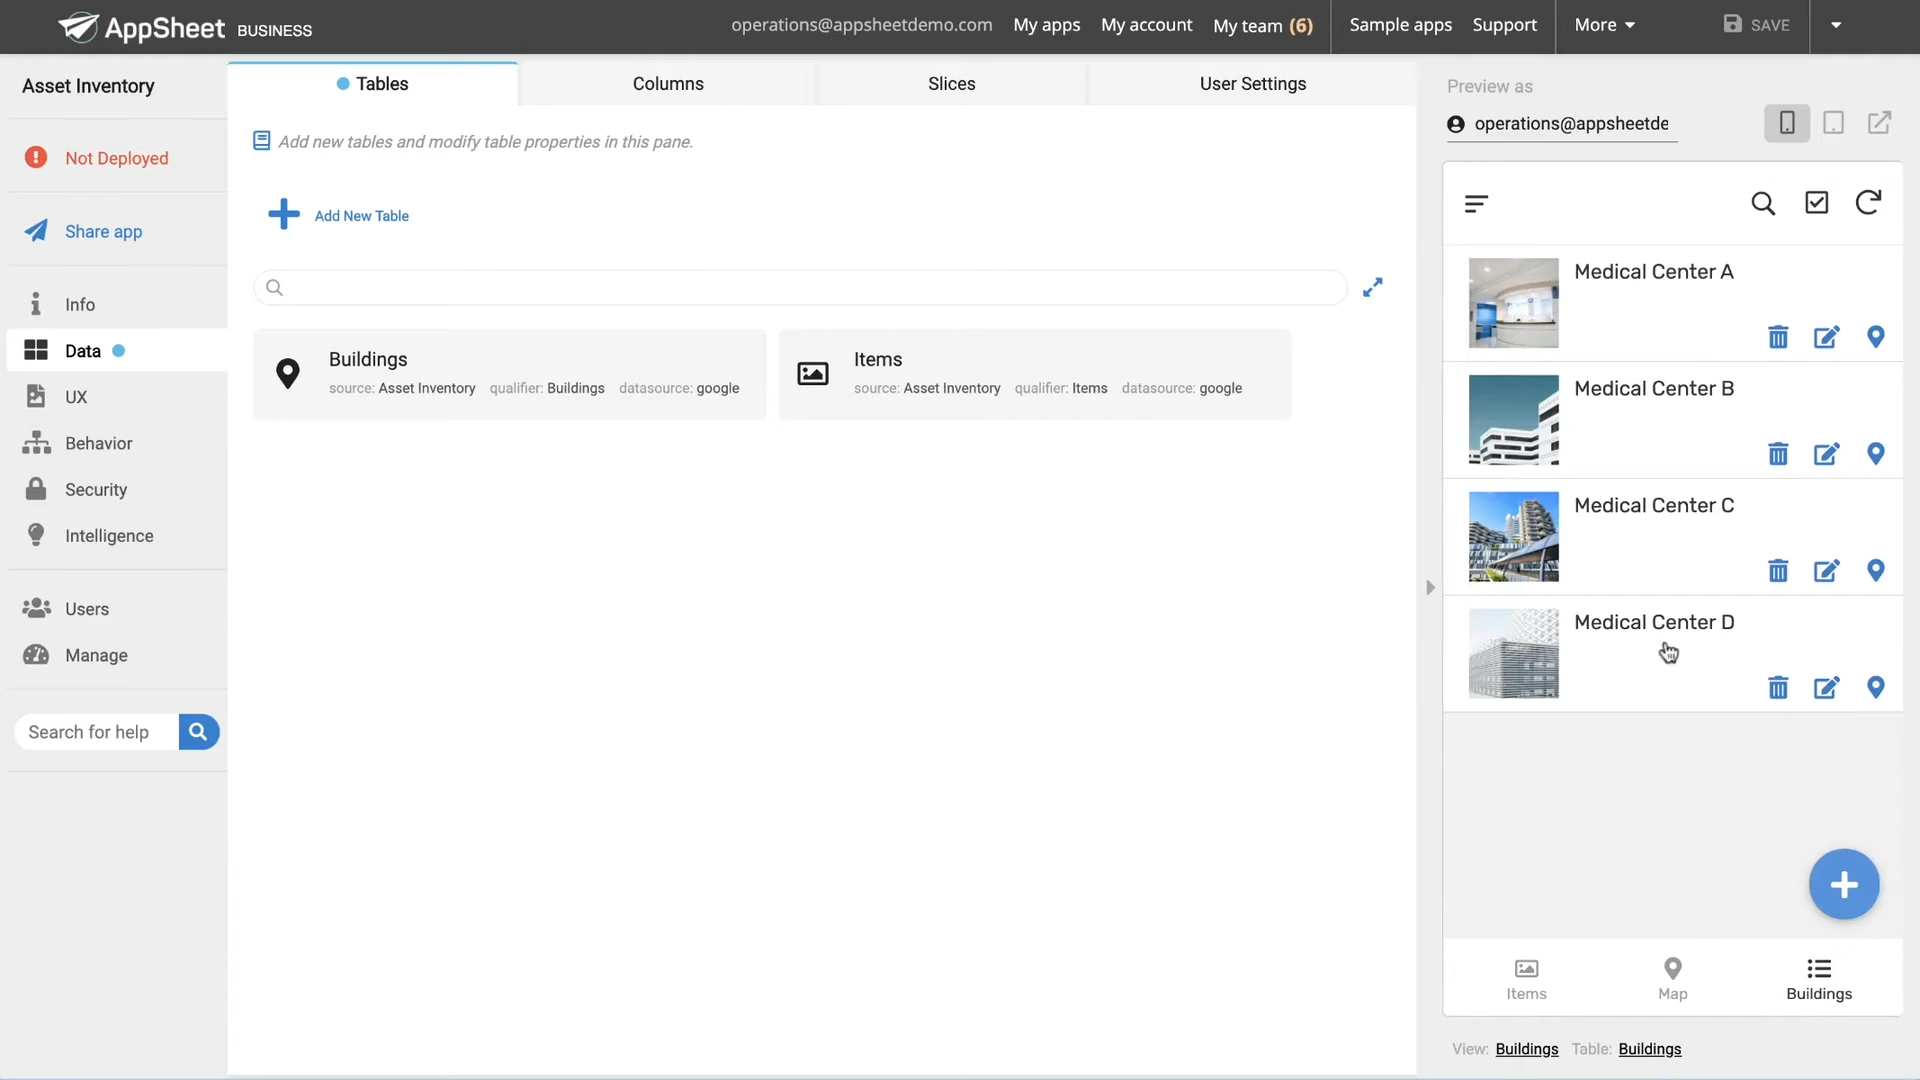 AppSheet BUSINESS
operations@appsheetdemo.com My apps My account My team (6) Sample apps Support More SAVE
Asset Inventory
Not Deployed
Share app
Info
Data
UX
Behavior
Security
Intelligence
Users
Manage
Search for help
Tables Columns Slices User Settings
Add new tables and modify table properties in this pane.
Add New Table
Buildings
source: Asset Inventory qualifier: Buildings datasource: google
Items
source: Asset Inventory qualifier: Items datasource: google
Preview as
operations@appsheetde
Medical Center A
Medical Center B
Medical Center C
Medical Center D
Items Map Buildings
View: Buildings Table: Buildings